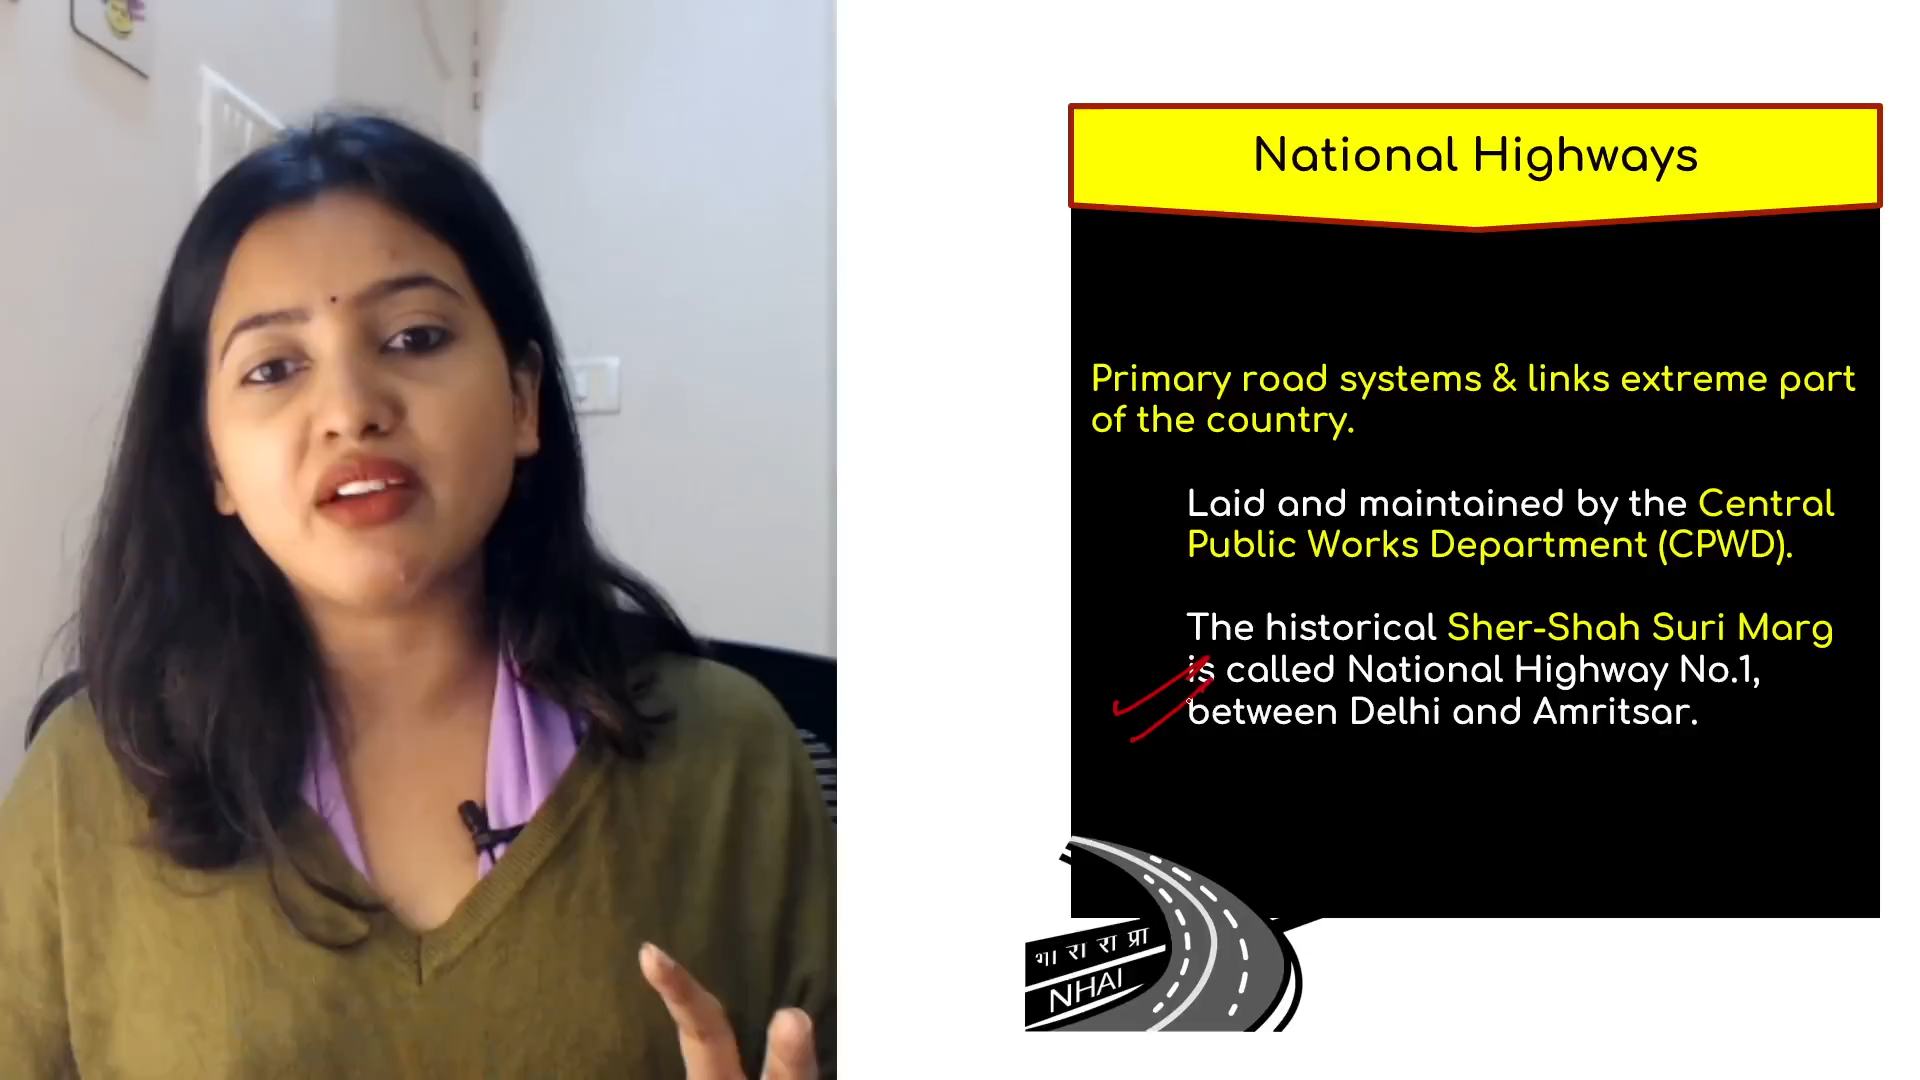 National Highways
Primary road systems & links extreme part
of the country.
Laid and maintained by the Central
Public Works Department (CPWD).
The historical Sher-Shah Suri Marg
is called National Highway No.1,
between Delhi and Amritsar.
भा रा रा प्रा
NHAI